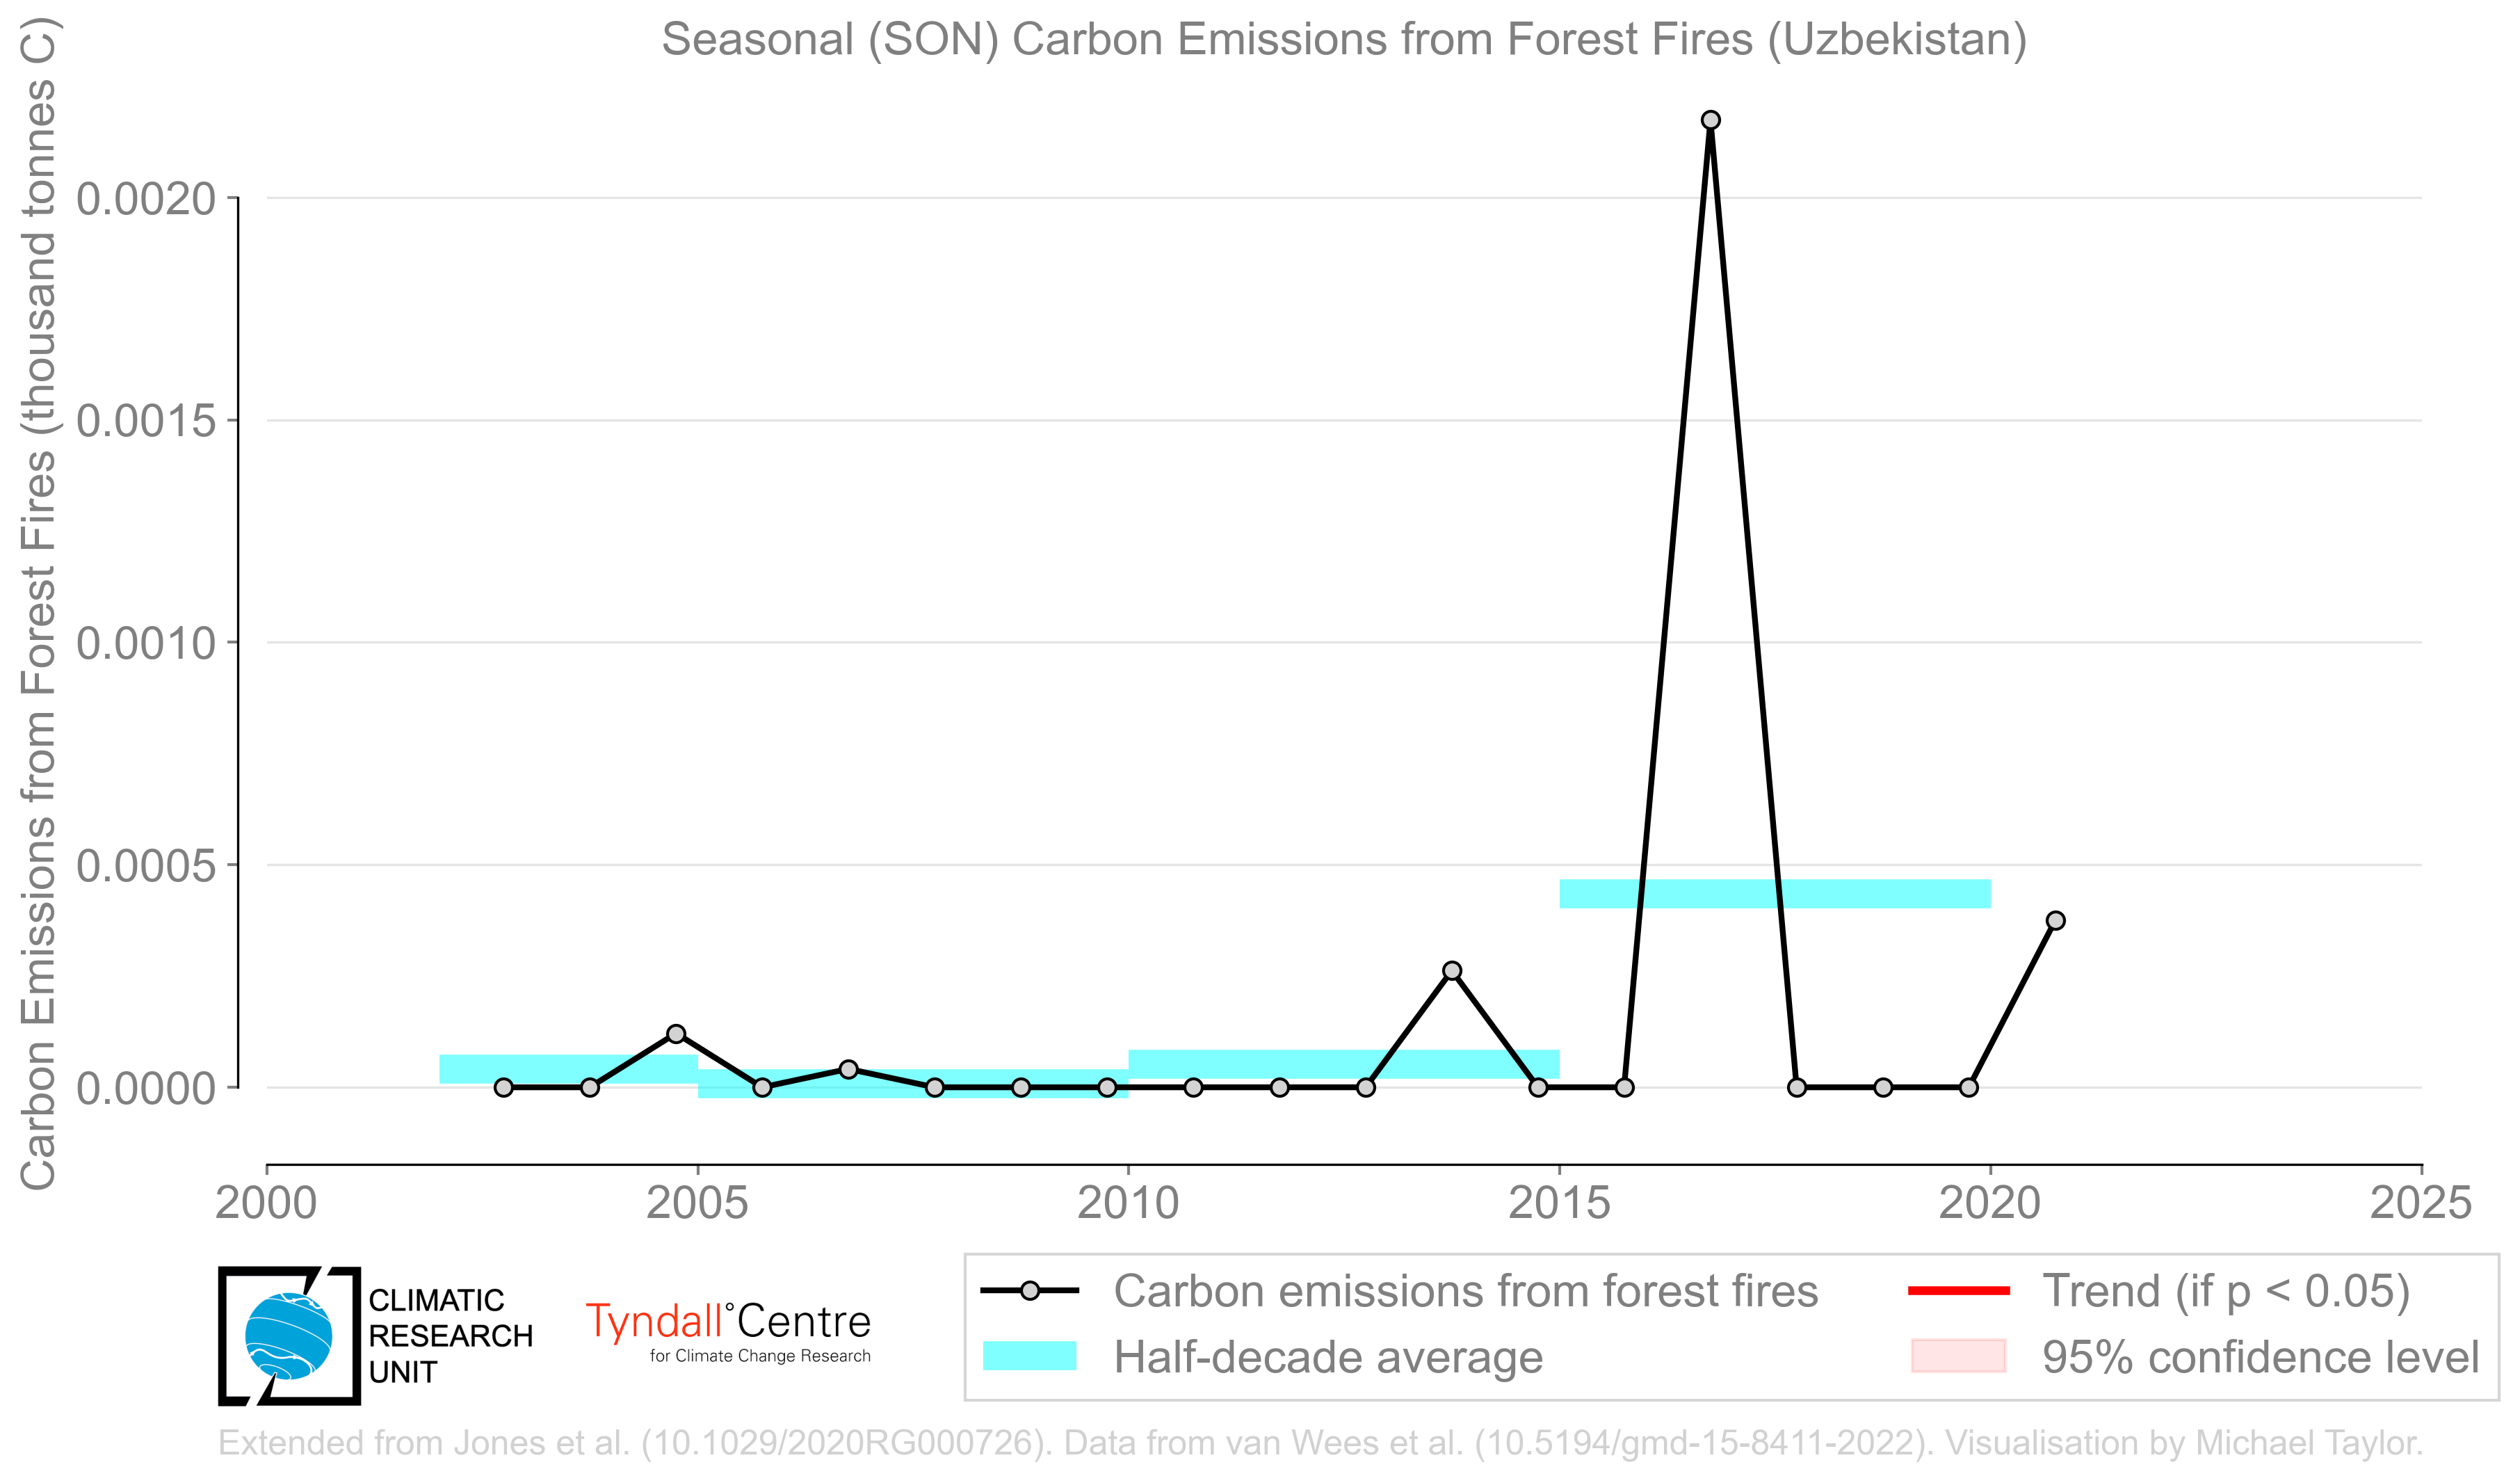 Seasonal (SON) Carbon Emissions from Forest Fires (Uzbekistan)
Carbon Emissions from Forest Fires (thousand tonnes C)
0.0020
0.0015
0.0010
0.0005
0.0000
2000 2005 2010 2015 2020 2025
CLIMATIC
RESEARCH
UNIT
Tyndall°Centre
for Climate Change Research
Carbon emissions from forest fires
Half-decade average
Trend (if p < 0.05)
95% confidence level
Extended from Jones et al. (10.1029/2020RG000726). Data from van Wees et al. (10.5194/gmd-15-8411-2022). Visualisation by Michael Taylor.